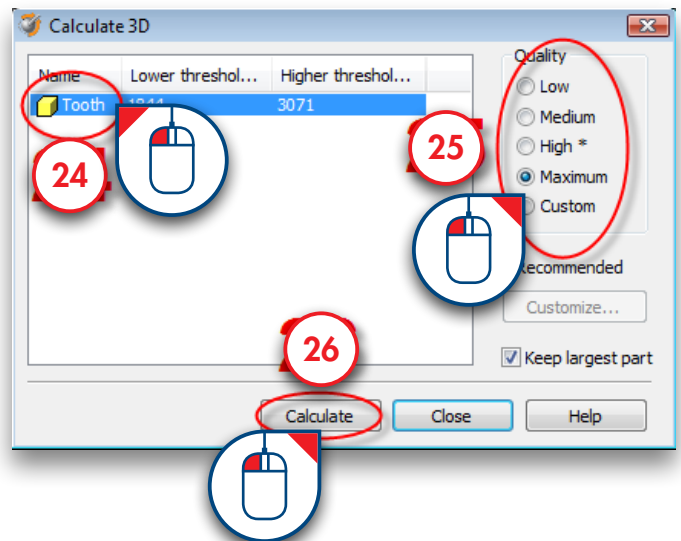 Calculate 3D
Name Lower threshol... Higher threshol...
Tooth 1844 3071
24
Quality
Low
Medium
High *
Maximum
Custom
25
Recommended
Customize...
Keep largest part
26
Calculate Close Help